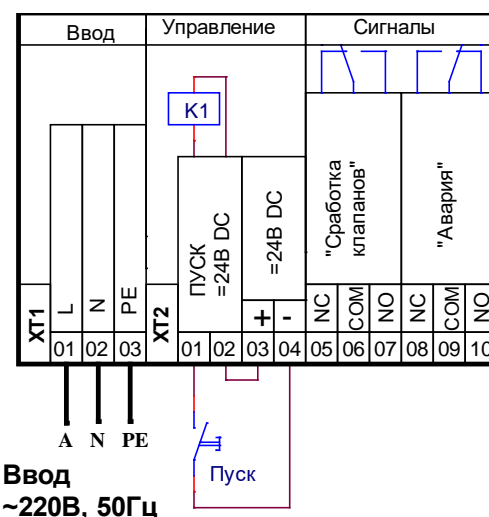 Ввод
Управление
Сигналы
K1
ПУСК
=24В DC
=24В DC
"Сработка
клапанов"
"Авария"
XT1
L
N
PE
XT2
+
-
NC
COM
NO
NC
COM
NO
01
02
03
01
02
03
04
05
06
07
08
09
10
A
N
PE
Пуск
Ввод
~220В, 50Гц